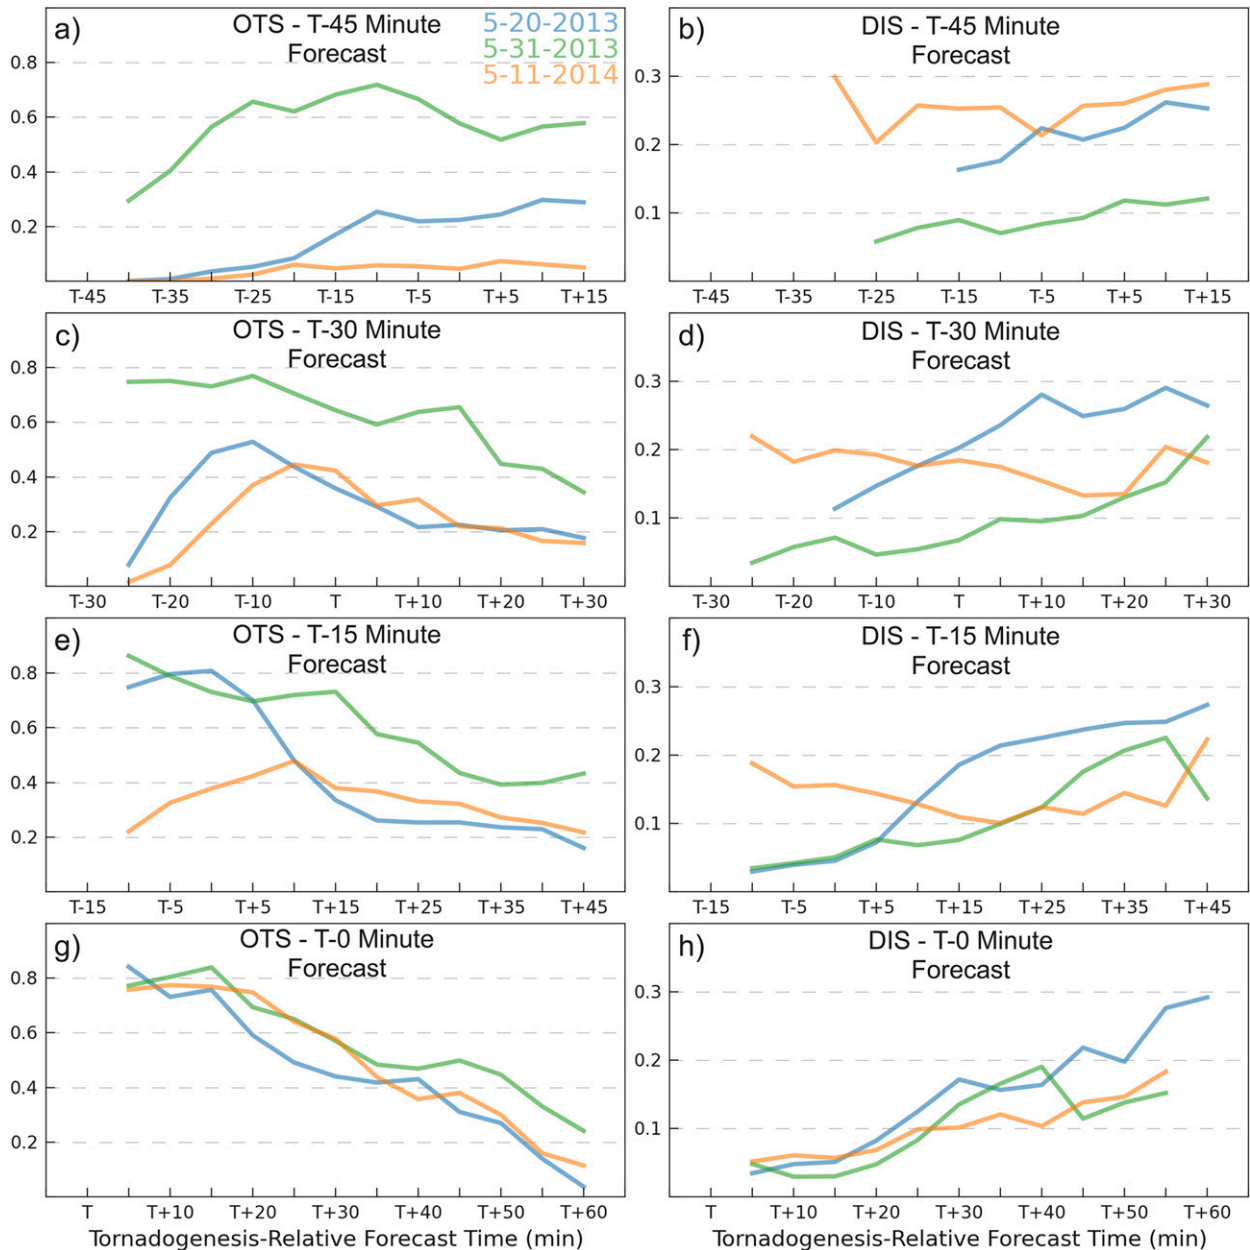 a)
OTS - T-45 Minute
Forecast
5-20-2013
5-31-2013
5-11-2014
0.8
0.6
0.4
0.2
T-45 T-35 T-25 T-15 T-5 T+5 T+15
b)
DIS - T-45 Minute
Forecast
0.3
0.2
0.1
T-45 T-35 T-25 T-15 T-5 T+5 T+15
c)
OTS - T-30 Minute
Forecast
0.8
0.6
0.4
0.2
T-30 T-20 T-10 T T+10 T+20 T+30
d)
DIS - T-30 Minute
Forecast
0.3
0.2
0.1
T-30 T-20 T-10 T T+10 T+20 T+30
e)
OTS - T-15 Minute
Forecast
0.8
0.6
0.4
0.2
T-15 T-5 T+5 T+15 T+25 T+35 T+45
f)
DIS - T-15 Minute
Forecast
0.3
0.2
0.1
T-15 T-5 T+5 T+15 T+25 T+35 T+45
g)
OTS - T-0 Minute
Forecast
0.8
0.6
0.4
0.2
T T+10 T+20 T+30 T+40 T+50 T+60
Tornadogenesis-Relative Forecast Time (min)
h)
DIS - T-0 Minute
Forecast
0.3
0.2
0.1
T T+10 T+20 T+30 T+40 T+50 T+60
Tornadogenesis-Relative Forecast Time (min)